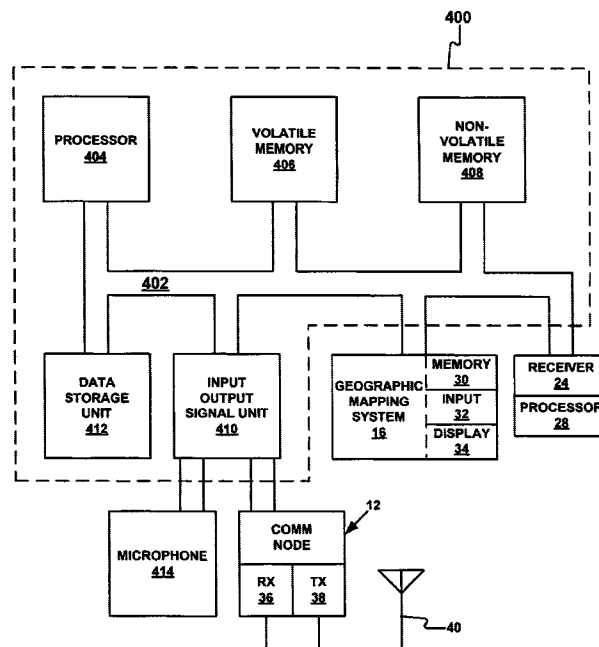 400
PROCESSOR
404
VOLATILE
MEMORY
406
NON-
VOLATILE
MEMORY
408
402
DATA
STORAGE
UNIT
412
INPUT
OUTPUT
SIGNAL UNIT
410
GEOGRAPHIC
MAPPING
SYSTEM
16
MEMORY
30
INPUT
32
DISPLAY
34
RECEIVER
24
PROCESSOR
28
MICROPHONE
414
COMM
NODE
RX
36
TX
38
12
40